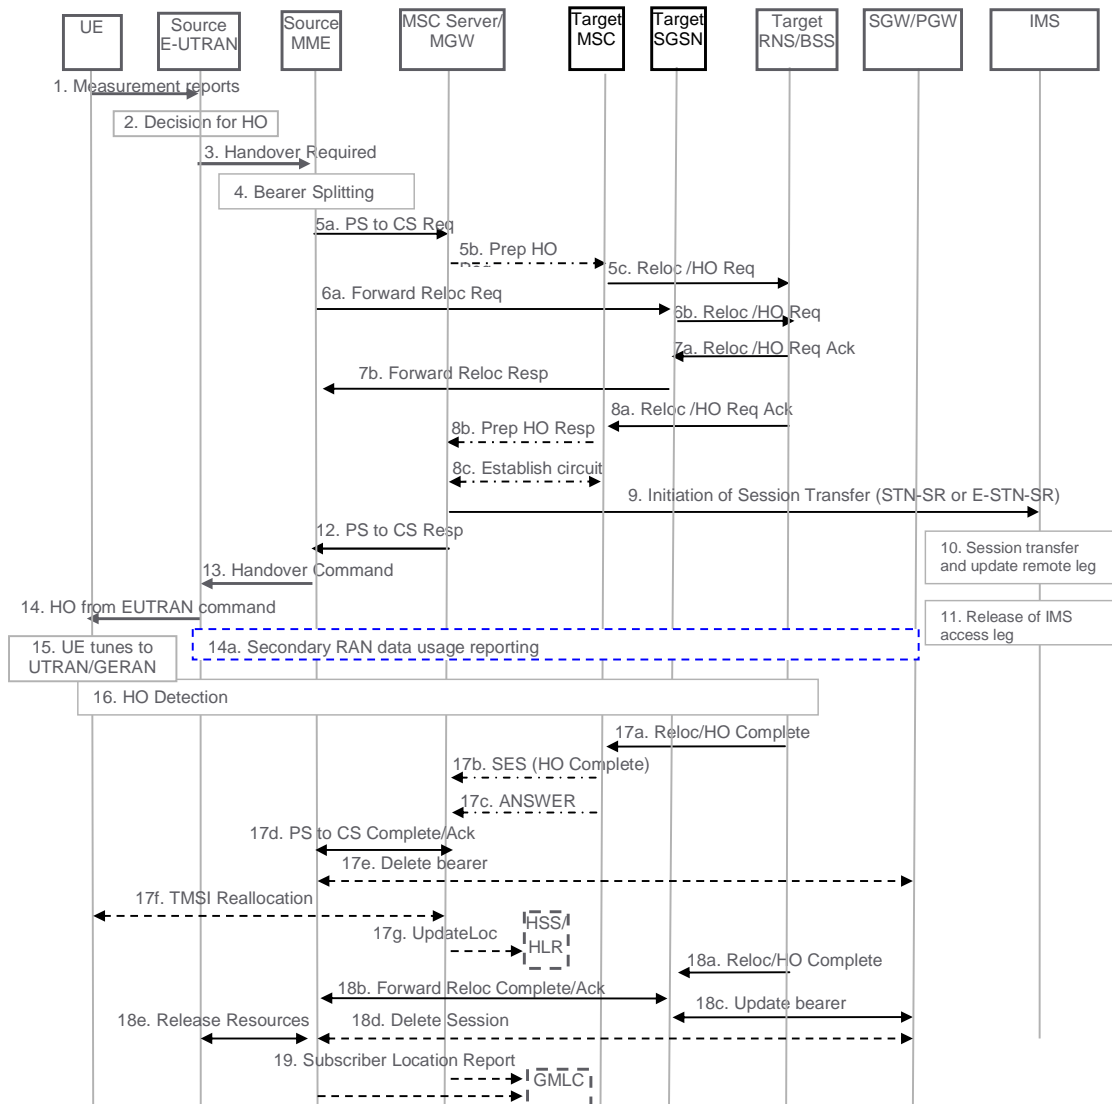 UE
Source
E-UTRAN
Source
MME
MSC Server/
MGW
Target
MSC
Target
SGSN
Target
RNS/BSS
SGW/PGW
IMS
1. Measurement reports
2. Decision for HO
3. Handover Required
4. Bearer Splitting
5a. PS to CS Req
5b. Prep HO
5c. Reloc /HO Req
6a. Forward Reloc Req
6b. Reloc /HO Req
7a. Reloc /HO Req Ack
7b. Forward Reloc Resp
8a. Reloc /HO Req Ack
8b. Prep HO Resp
8c. Establish circuit
9. Initiation of Session Transfer (STN-SR or E-STN-SR)
12. PS to CS Resp
10. Session transfer
and update remote leg
13. Handover Command
14. HO from EUTRAN command
11. Release of IMS
access leg
15. UE tunes to
UTRAN/GERAN
14a. Secondary RAN data usage reporting
16. HO Detection
17a. Reloc/HO Complete
17b. SES (HO Complete)
17c. ANSWER
17d. PS to CS Complete/Ack
17e. Delete bearer
17f. TMSI Reallocation
17g. UpdateLoc
HSS/
HLR
18a. Reloc/HO Complete
18b. Forward Reloc Complete/Ack
18c. Update bearer
18e. Release Resources
18d. Delete Session
19. Subscriber Location Report
GMLC